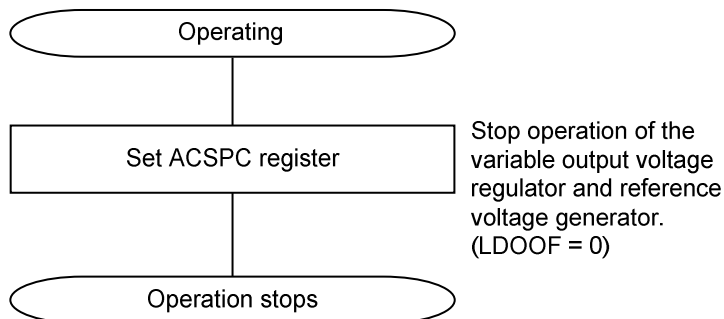 Operating
Set ACSPC register
Stop operation of the
variable output voltage
regulator and reference
voltage generator.
(LDOOF = 0)
Operation stops